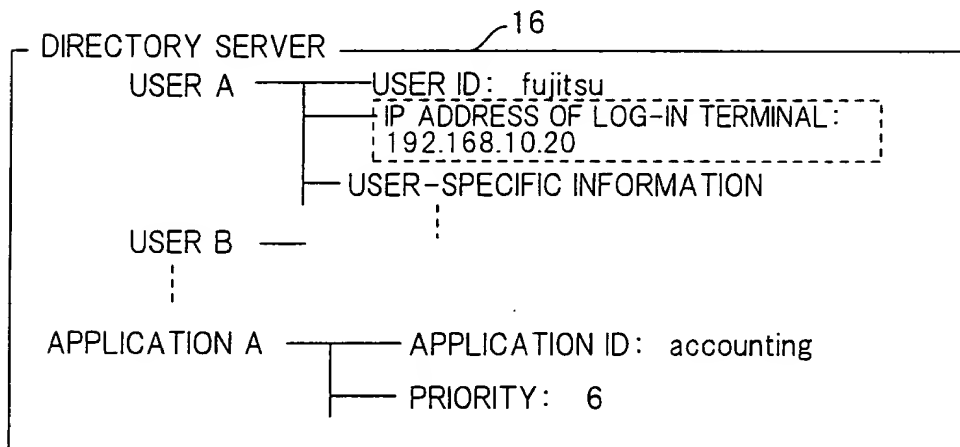 16
DIRECTORY SERVER
USER A USER ID: fujitsu
IP ADDRESS OF LOG-IN TERMINAL:
192.168.10.20
USER-SPECIFIC INFORMATION
USER B
APPLICATION A APPLICATION ID: accounting
PRIORITY: 6